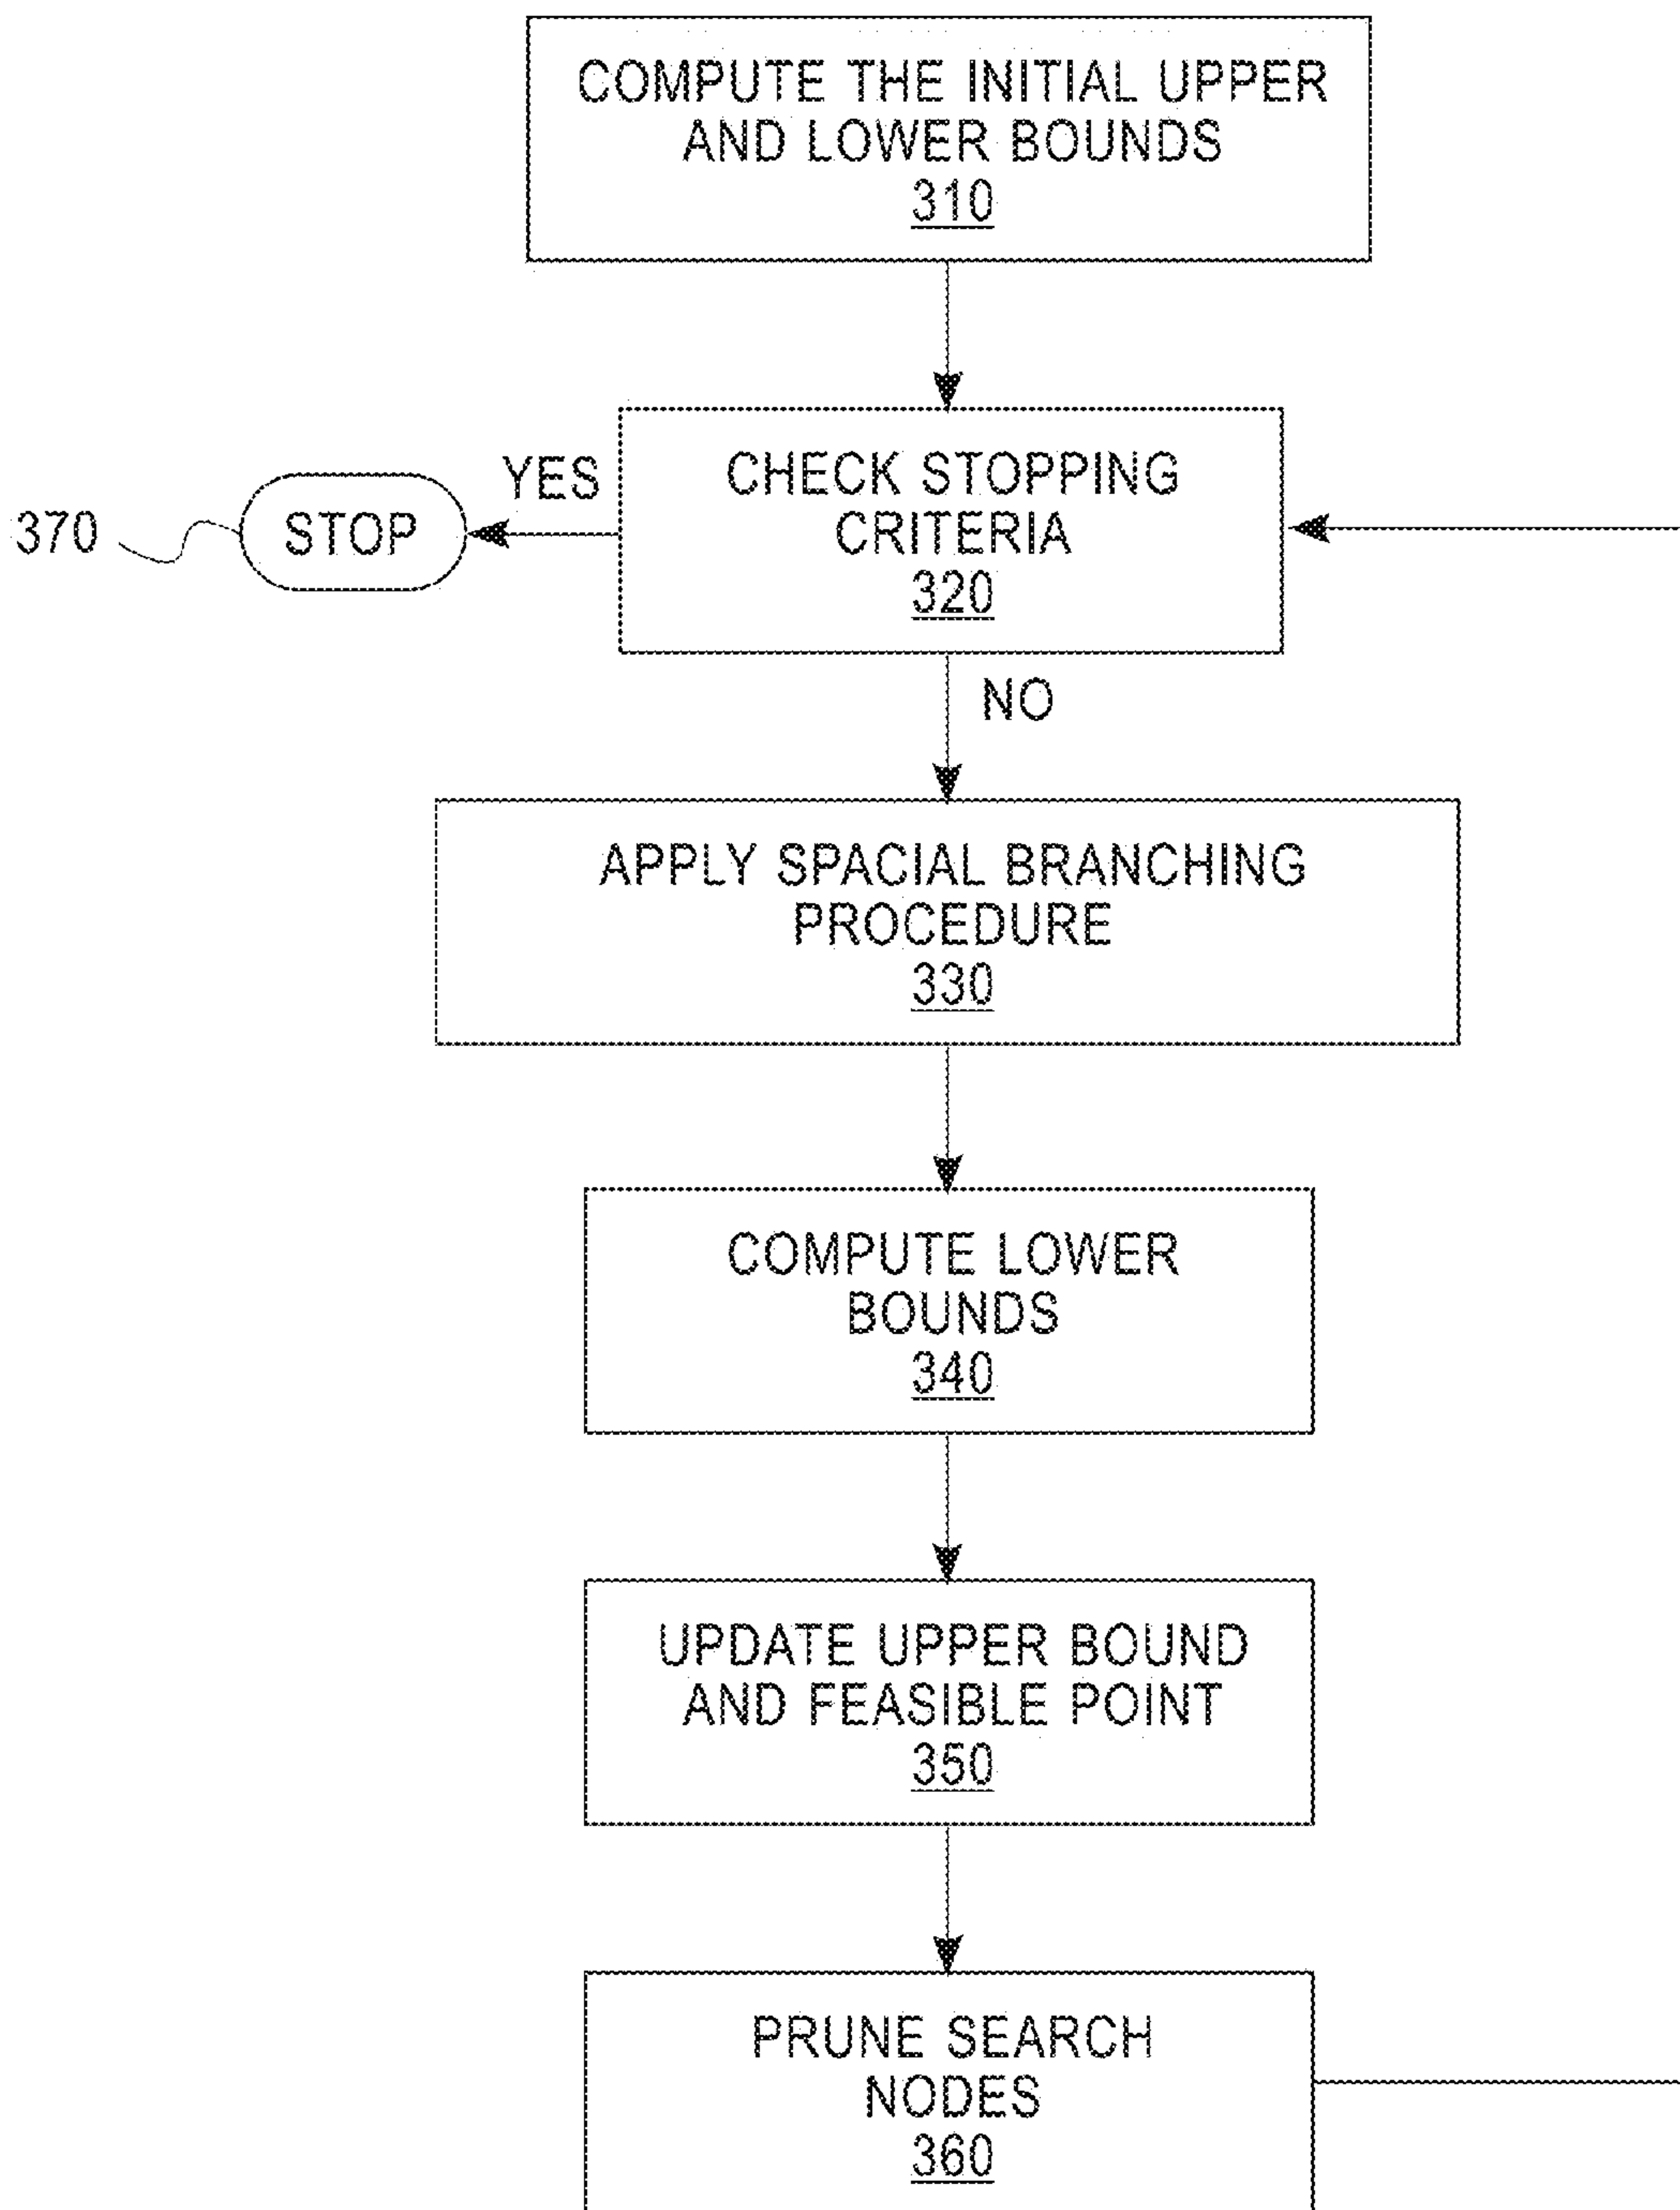 COMPUTE THE INITIAL UPPER
AND LOWER BOUNDS
310
CHECK STOPPING
CRITERIA
320
YES
STOP
370
NO
APPLY SPACIAL BRANCHING
PROCEDURE
330
COMPUTE LOWER
BOUNDS
340
UPDATE UPPER BOUND
AND FEASIBLE POINT
350
PRUNE SEARCH
NODES
360